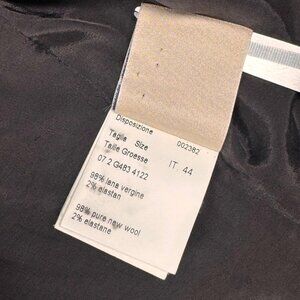 Disposizione 002382
Taglia Size
Taille Groesse IT 44
07 2 G483 4122
98% lana vergine
2% elastan
98% pure new wool
2% elastane